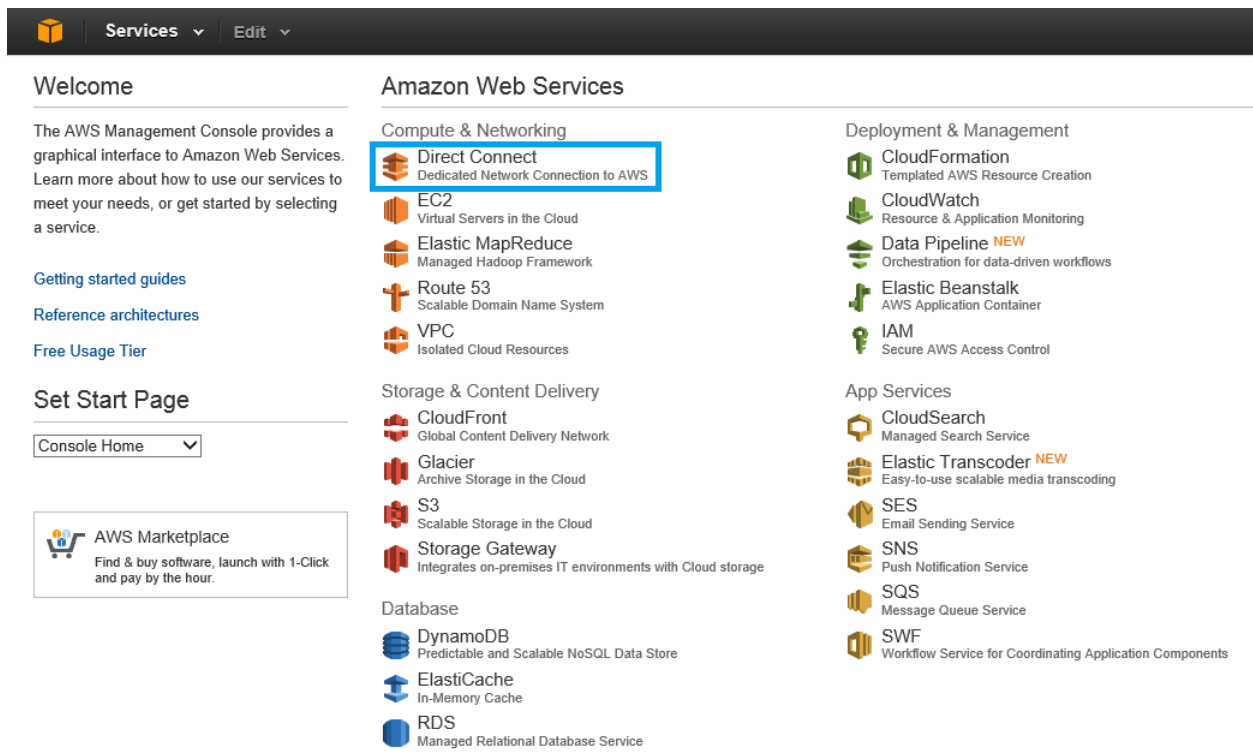 Services Edit
Welcome
The AWS Management Console provides a
graphical interface to Amazon Web Services.
Learn more about how to use our services to
meet your needs, or get started by selecting
a service.
Getting started guides
Reference architectures
Free Usage Tier
Set Start Page
Console Home
AWS Marketplace
Find & buy software, launch with 1-Click
and pay by the hour.
Amazon Web Services
Compute & Networking
Direct Connect
Dedicated Network Connection to AWS
EC2
Virtual Servers in the Cloud
Elastic MapReduce
Managed Hadoop Framework
Route 53
Scalable Domain Name System
VPC
Isolated Cloud Resources
Storage & Content Delivery
CloudFront
Global Content Delivery Network
Glacier
Archive Storage in the Cloud
S3
Scalable Storage in the Cloud
Storage Gateway
Integrates on-premises IT environments with Cloud storage
Database
DynamoDB
Predictable and Scalable NoSQL Data Store
ElastiCache
In-Memory Cache
RDS
Managed Relational Database Service
Deployment & Management
CloudFormation
Templated AWS Resource Creation
CloudWatch
Resource & Application Monitoring
Data Pipeline NEW
Orchestration for data-driven workflows
Elastic Beanstalk
AWS Application Container
IAM
Secure AWS Access Control
App Services
CloudSearch
Managed Search Service
Elastic Transcoder NEW
Easy-to-use scalable media transcoding
SES
Email Sending Service
SNS
Push Notification Service
SQS
Message Queue Service
SWF
Workflow Service for Coordinating Application Components